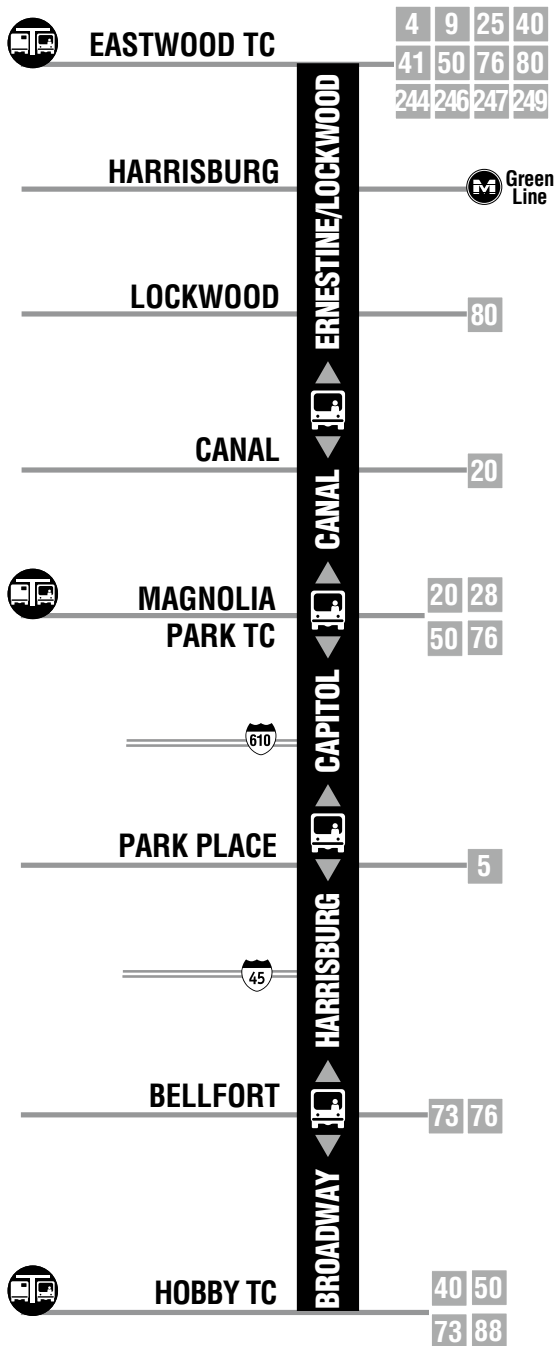 EASTWOOD TC
4 9 25 40
41 50 76 80
244 246 247 249
ERNESTINE/LOCKWOOD
HARRISBURG
M Green
Line
LOCKWOOD
80
CANAL
20
CANAL
MAGNOLIA
PARK TC
20 28
50 76
CAPITOL
610
PARK PLACE
5
HARRISBURG
45
BELLFORT
73 76
BROADWAY
HOBBY TC
40 50
73 88